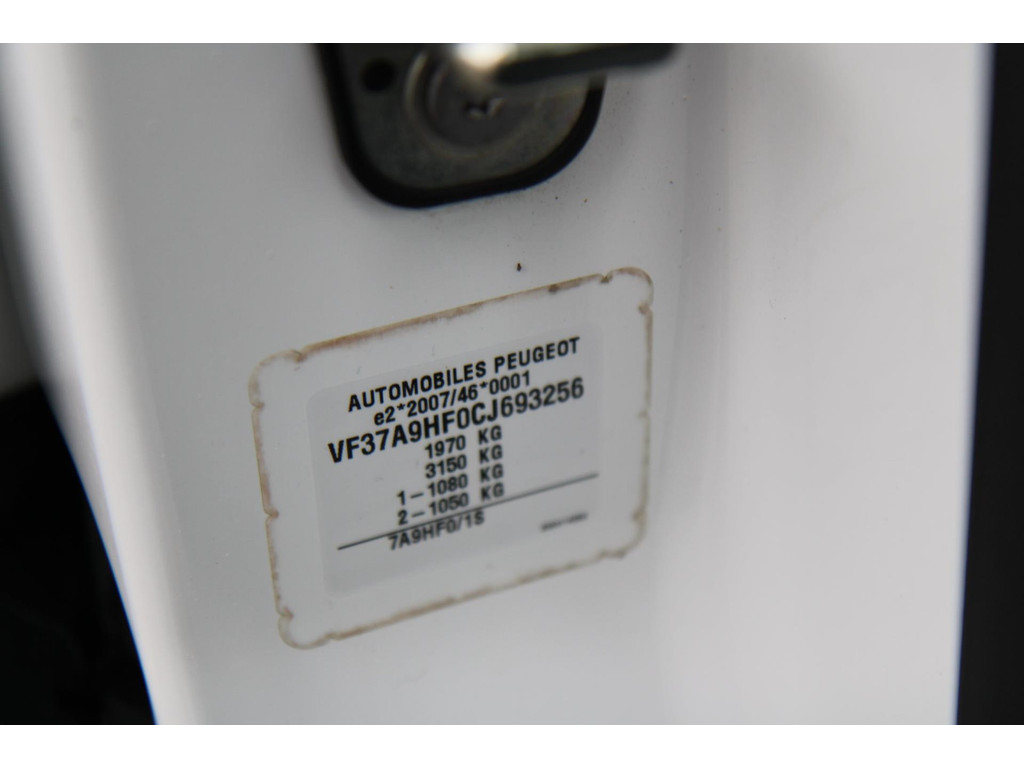 AUTOMOBILES PEUGEOT
e2*2007/46*0001
VF37A9HF0CJ693256
1970 KG
3150 KG
1-1080 KG
2-1050 KG
7A9HF0/1S